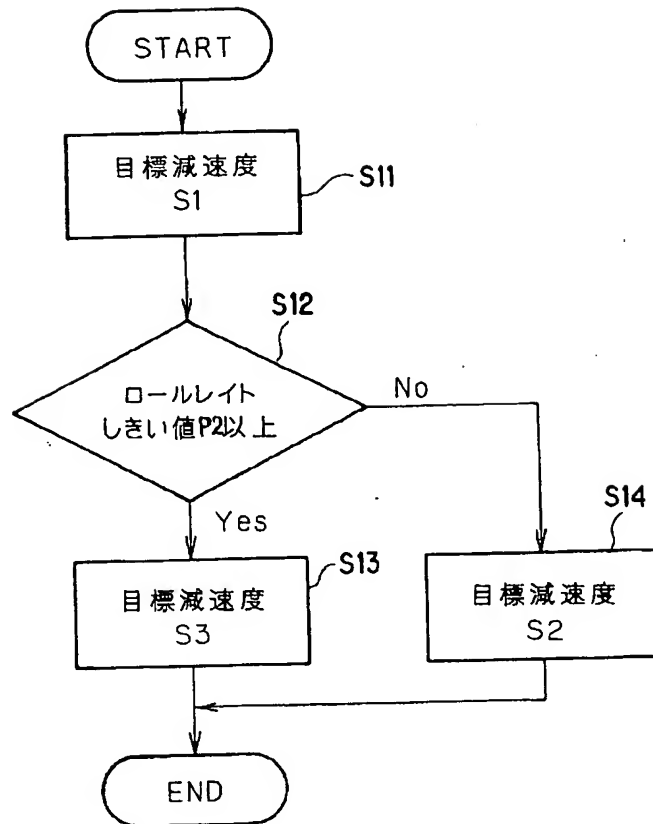 START
目標減速度
S1
S11
S12
ロールレイト
しきい値P2以上
No
Yes
S13
目標減速度
S3
S14
目標減速度
S2
END